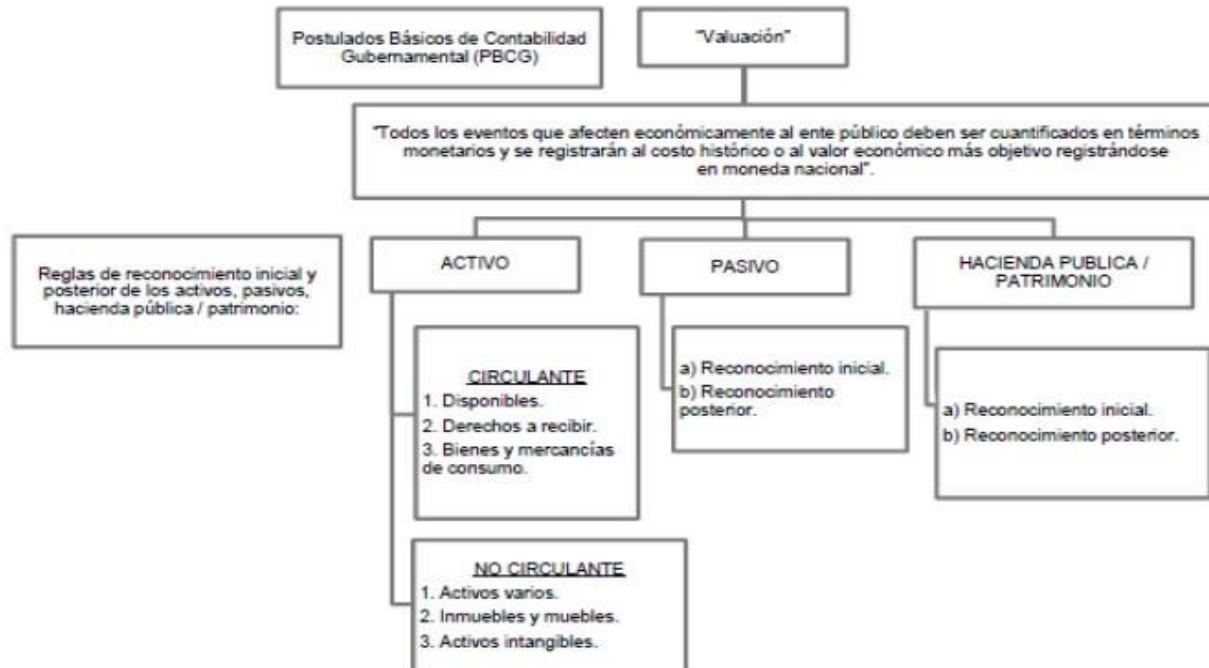 Postulados Básicos de Contabilidad
Gubernamental (PBCG)
"Valuación"
"Todos los eventos que afecten económicamente al ente público deben ser cuantificados en términos
monetarios y se registrarán al costo histórico o al valor económico más objetivo registrándose
en moneda nacional".
Reglas de reconocimiento inicial y
posterior de los activos, pasivos,
hacienda pública / patrimonio:
ACTIVO
CIRCULANTE
1. Disponibles.
2. Derechos a recibir.
3. Bienes y mercancías
de consumo.
NO CIRCULANTE
1. Activos varios.
2. Inmuebles y muebles.
3. Activos intangibles.
PASIVO
a) Reconocimiento inicial.
b) Reconocimiento
posterior.
HACIENDA PUBLICA /
PATRIMONIO
a) Reconocimiento inicial.
b) Reconocimiento posterior.